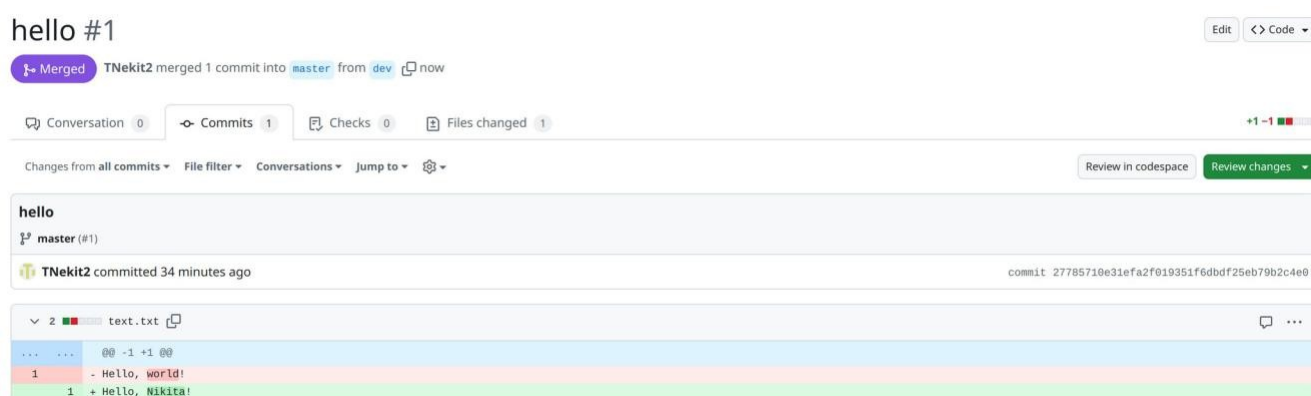 hello #1
Edit
<> Code
Merged
TNekit2 merged 1 commit into master from dev now
Conversation 0
Commits 1
Checks 0
Files changed 1
+1 −1
Changes from all commits
File filter
Conversations
Jump to
Review in codespace
Review changes
hello
master (#1)
TNekit2 committed 34 minutes ago
commit 27785710e31efa2f019351f6dbdf25eb79b2c4e0
2 text.txt
... ... @@ -1 +1 @@
1 - Hello, world!
1 + Hello, Nikita!